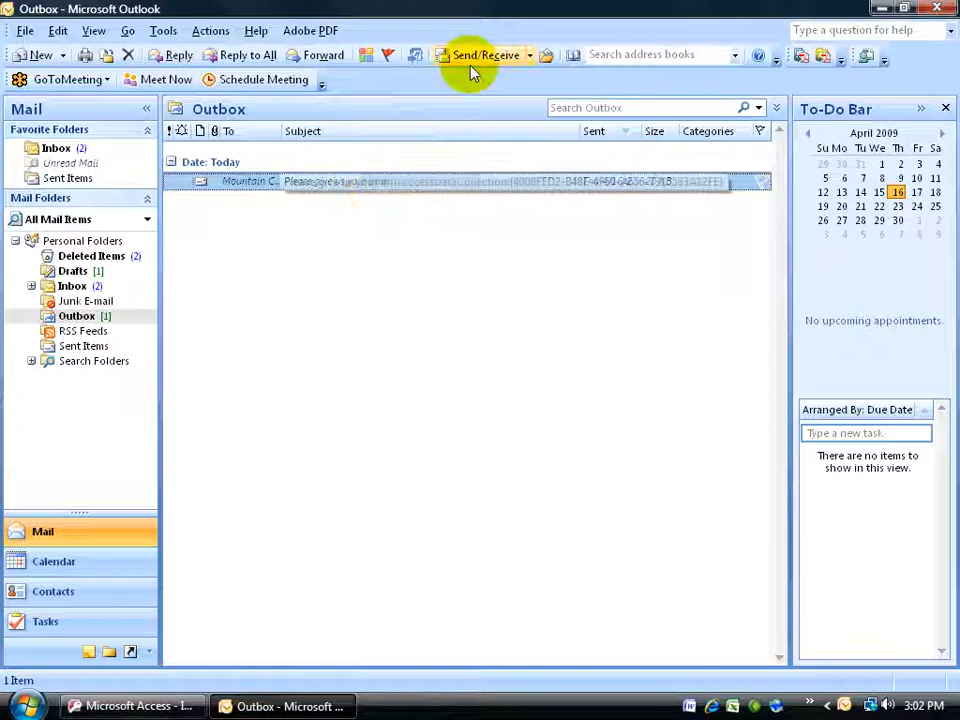 Outbox - Microsoft Outlook
File Edit View Go Tools Actions Help Adobe PDF Type a question for help
New Reply Reply to All Forward Send/Receive Search address books
GoToMeeting Meet Now Schedule Meeting
Mail «
Favorite Folders
Inbox (2)
Unread Mail
Sent Items
Mail Folders
All Mail Items
Personal Folders
Deleted Items (2)
Drafts [1]
Inbox (2)
Junk E-mail
Outbox [1]
RSS Feeds
Sent Items
Search Folders
Mail
Calendar
Contacts
Tasks
Outbox Search Outbox
! To Subject Sent Size Categories
Date: Today
Mountain C... Please give
To-Do Bar »
April 2009
Su Mo Tu We Th Fr Sa
29 30 31 1 2 3 4
5 6 7 8 9 10 11
12 13 14 15 16 17 18
19 20 21 22 23 24 25
26 27 28 29 30 1 2
3 4 5 6 7 8 9
No upcoming appointments.
Arranged By: Due Date
Type a new task
There are no items to
show in this view.
1 Item
Microsoft Access - I... Outbox - Microsoft ... » 3:02 PM